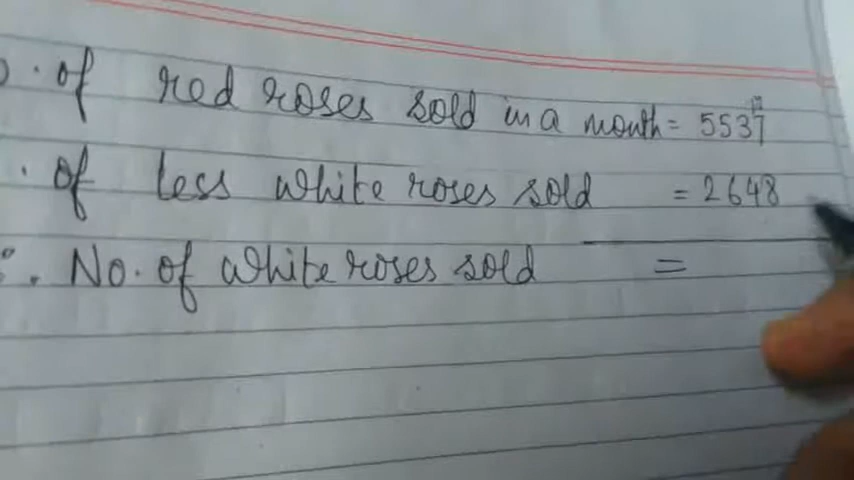 . of red roses sold in a month = 5537
. of less white roses sold = 2648
∴ No. of white roses sold =